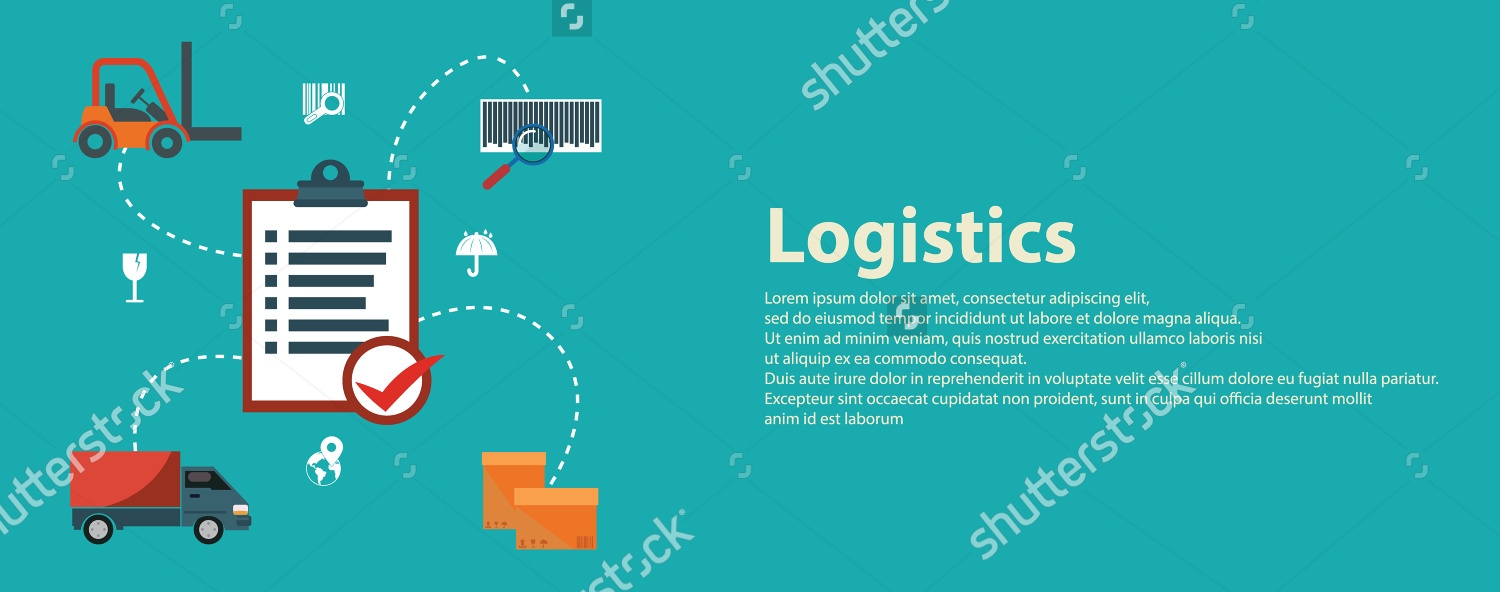 Logistics
Lorem ipsum dolor sit amet, consectetur adipiscing elit,
sed do eiusmod tempor incididunt ut labore et dolore magna aliqua.
Ut enim ad minim veniam, quis nostrud exercitation ullamco laboris nisi
ut aliquip ex ea commodo consequat.
Duis aute irure dolor in reprehenderit in voluptate velit esse cillum dolore eu fugiat nulla pariatur.
Excepteur sint occaecat cupidatat non proident, sunt in culpa qui officia deserunt mollit
anim id est laborum
shutters
shutterstock®
shutterstock®
rstock®